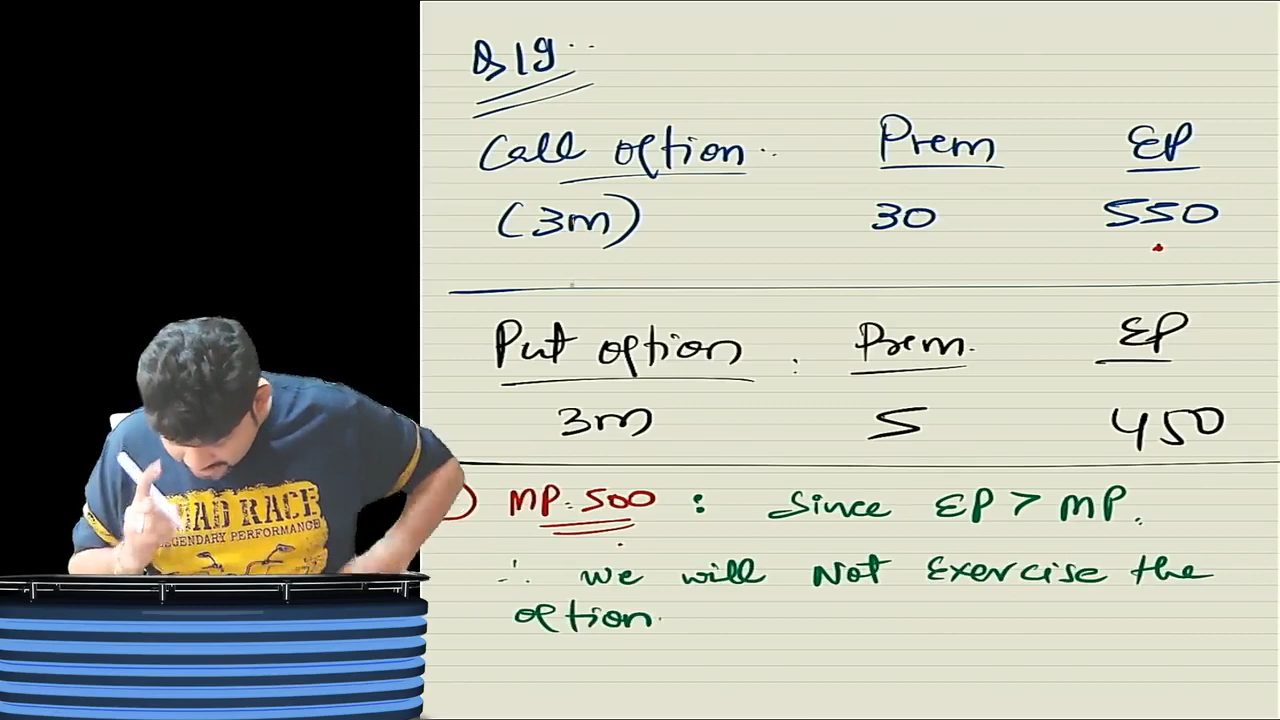 Q19..
Call option.. Prem EP
(3m) 30 550
Put option : Prem. EP
3m 5 450
) MP = 500 : Since EP > MP.
∴ we will Not Exercise the
option.
AD RACE
LEGENDARY PERFORMANCE